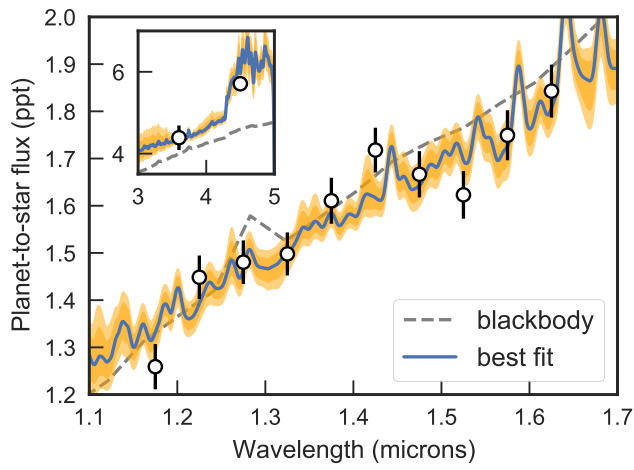 2.0
1.9
1.8
1.7
1.6
1.5
1.4
1.3
1.2
Planet-to-star flux (ppt)
6
4
3 4 5
blackbody
best fit
1.1 1.2 1.3 1.4 1.5 1.6 1.7
Wavelength (microns)